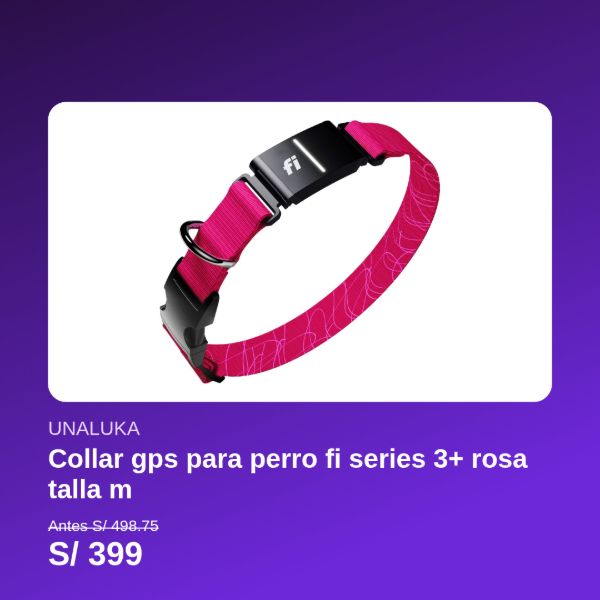 fi
UNALUKA
Collar gps para perro fi series 3+ rosa
talla m
Antes S/ 498.75
S/ 399